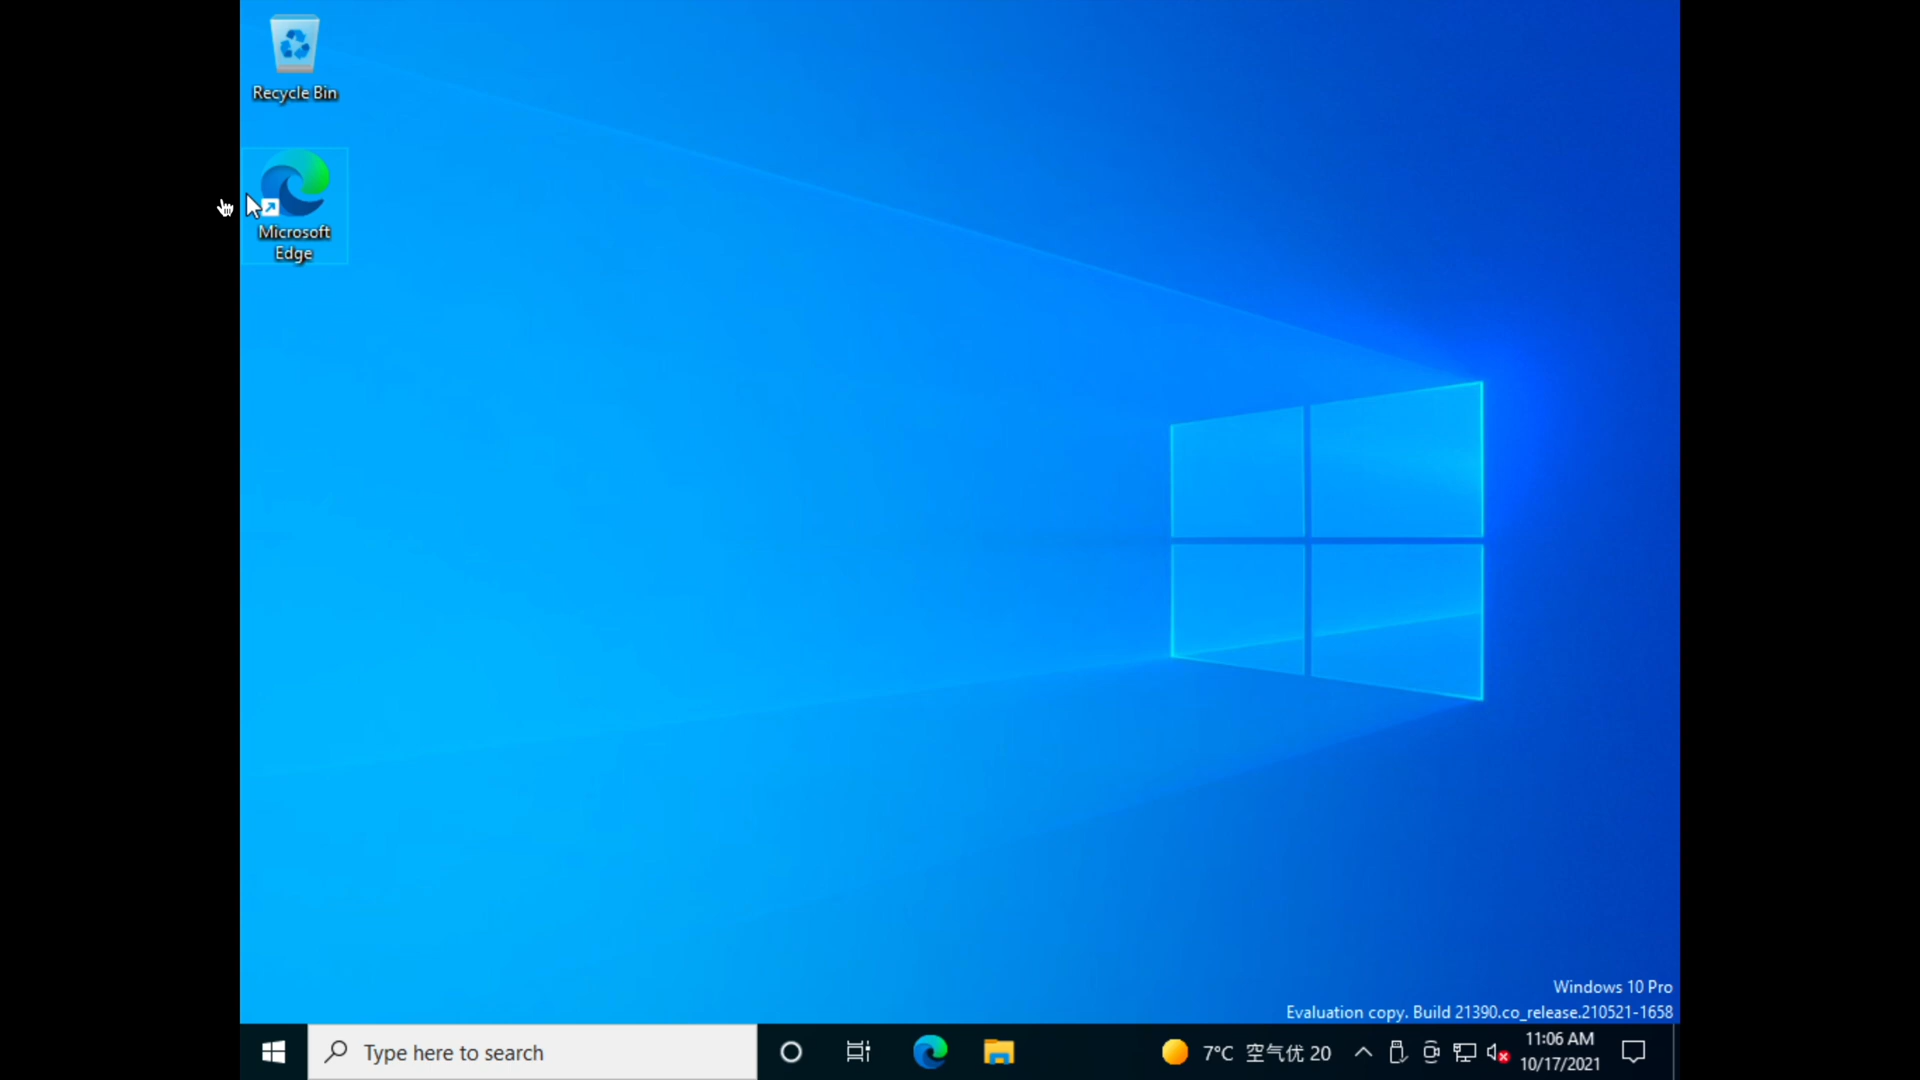 Recycle Bin
Microsoft
Edge
Windows 10 Pro
Evaluation copy. Build 21390.co_release.210521-1658
Type here to search
7°C 空气优 20
11:06 AM
10/17/2021